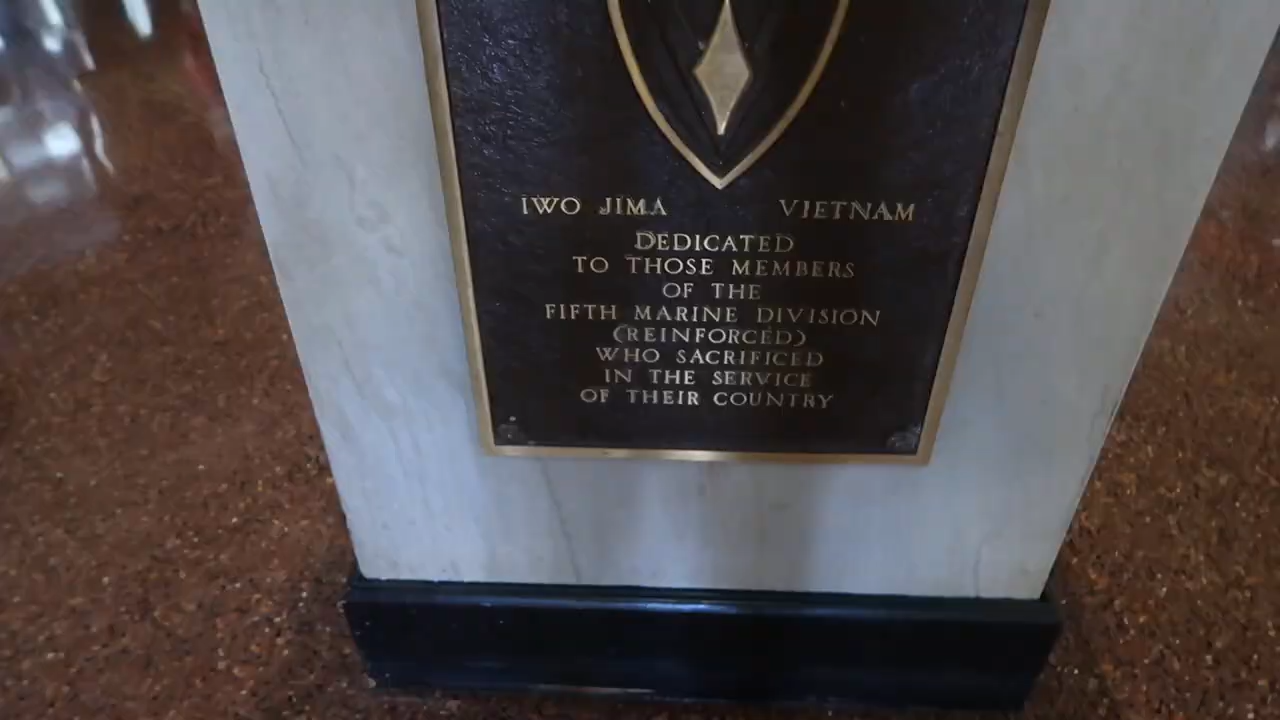 IWO JIMA VIETNAM
DEDICATED
TO THOSE MEMBERS
OF THE
FIFTH MARINE DIVISION
(REINFORCED)
WHO SACRIFICED
IN THE SERVICE
OF THEIR COUNTRY